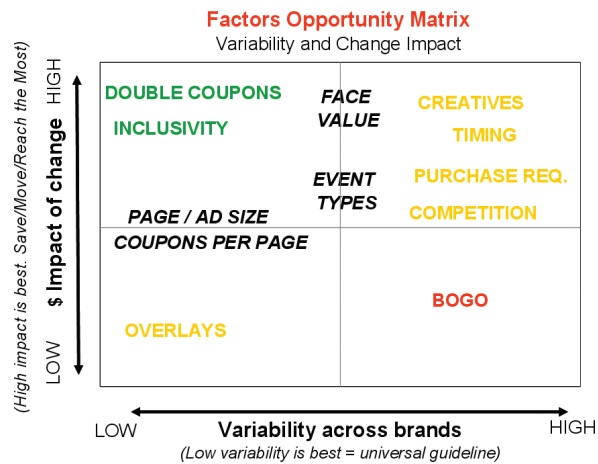 Factors Opportunity Matrix
Variability and Change Impact
(High impact is best. Save/Move/Reach the Most)
$ Impact of change
HIGH
LOW
DOUBLE COUPONS
INCLUSIVITY
FACE
VALUE
CREATIVES
TIMING
EVENT
TYPES
PURCHASE REQ.
COMPETITION
PAGE / AD SIZE
COUPONS PER PAGE
OVERLAYS
BOGO
LOW
Variability across brands
HIGH
(Low variability is best = universal guideline)